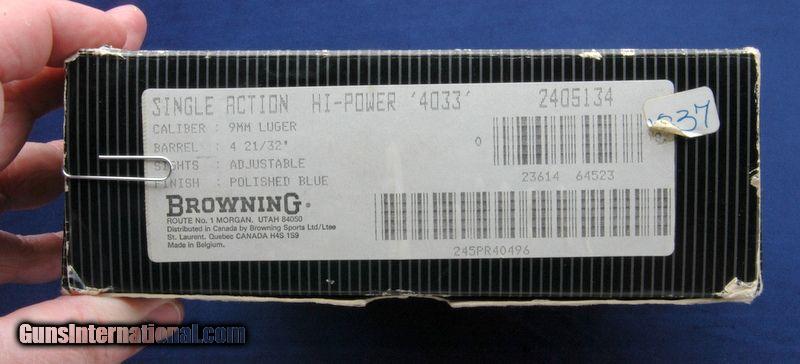 SINGLE ACTION HI-POWER '4033' 2405134
CALIBER : 9MM LUGER
BARREL : 4 21/32"
SIGHTS : ADJUSTABLE
FINISH : POLISHED BLUE
0
23614 64523
BROWNING.
ROUTE No. 1 MORGAN, UTAH 84050
Distributed in Canada by Browning Sports Ltd/Ltee
St. Laurent, Quebec CANADA H4S 1S9
Made in Belgium.
245PR40496
37
GunsInternational.com